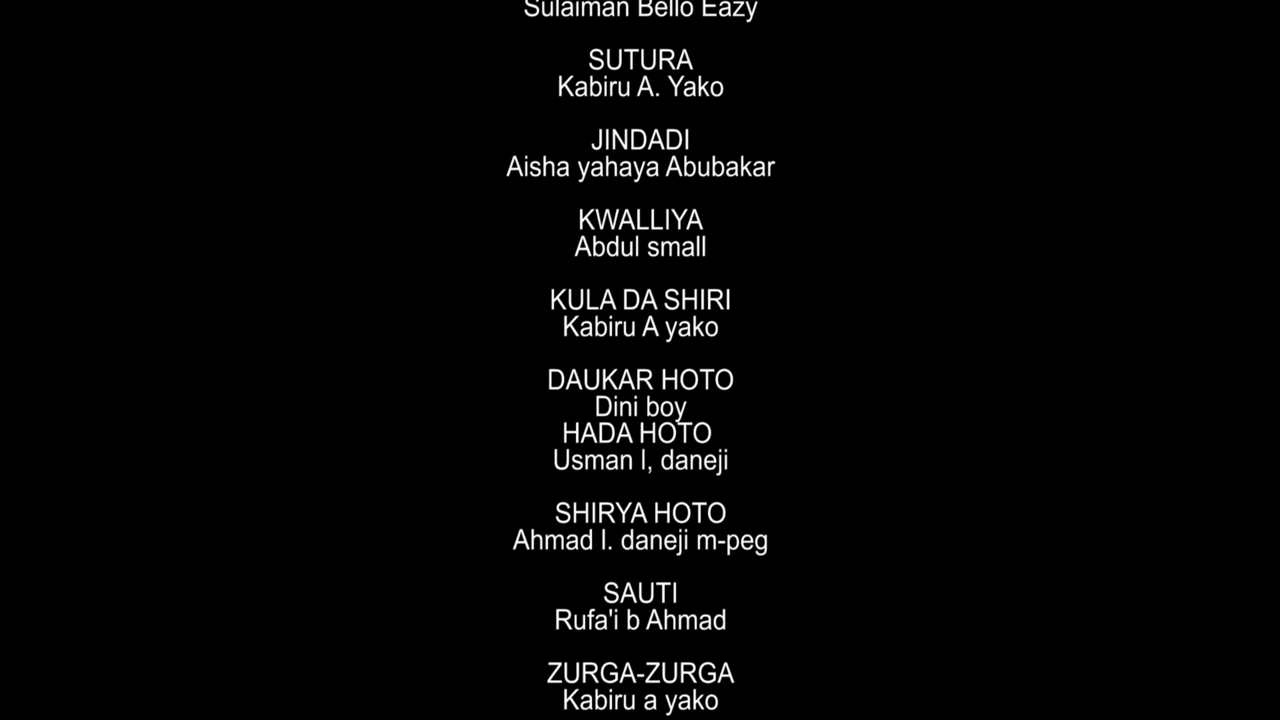 Sulaiman Bello Eazy
SUTURA
Kabiru A. Yako
JINDADI
Aisha yahaya Abubakar
KWALLIYA
Abdul small
KULA DA SHIRI
Kabiru A yako
DAUKAR HOTO
Dini boy
HADA HOTO
Usman I, daneji
SHIRYA HOTO
Ahmad I. daneji m-peg
SAUTI
Rufa'i b Ahmad
ZURGA-ZURGA
Kabiru a yako